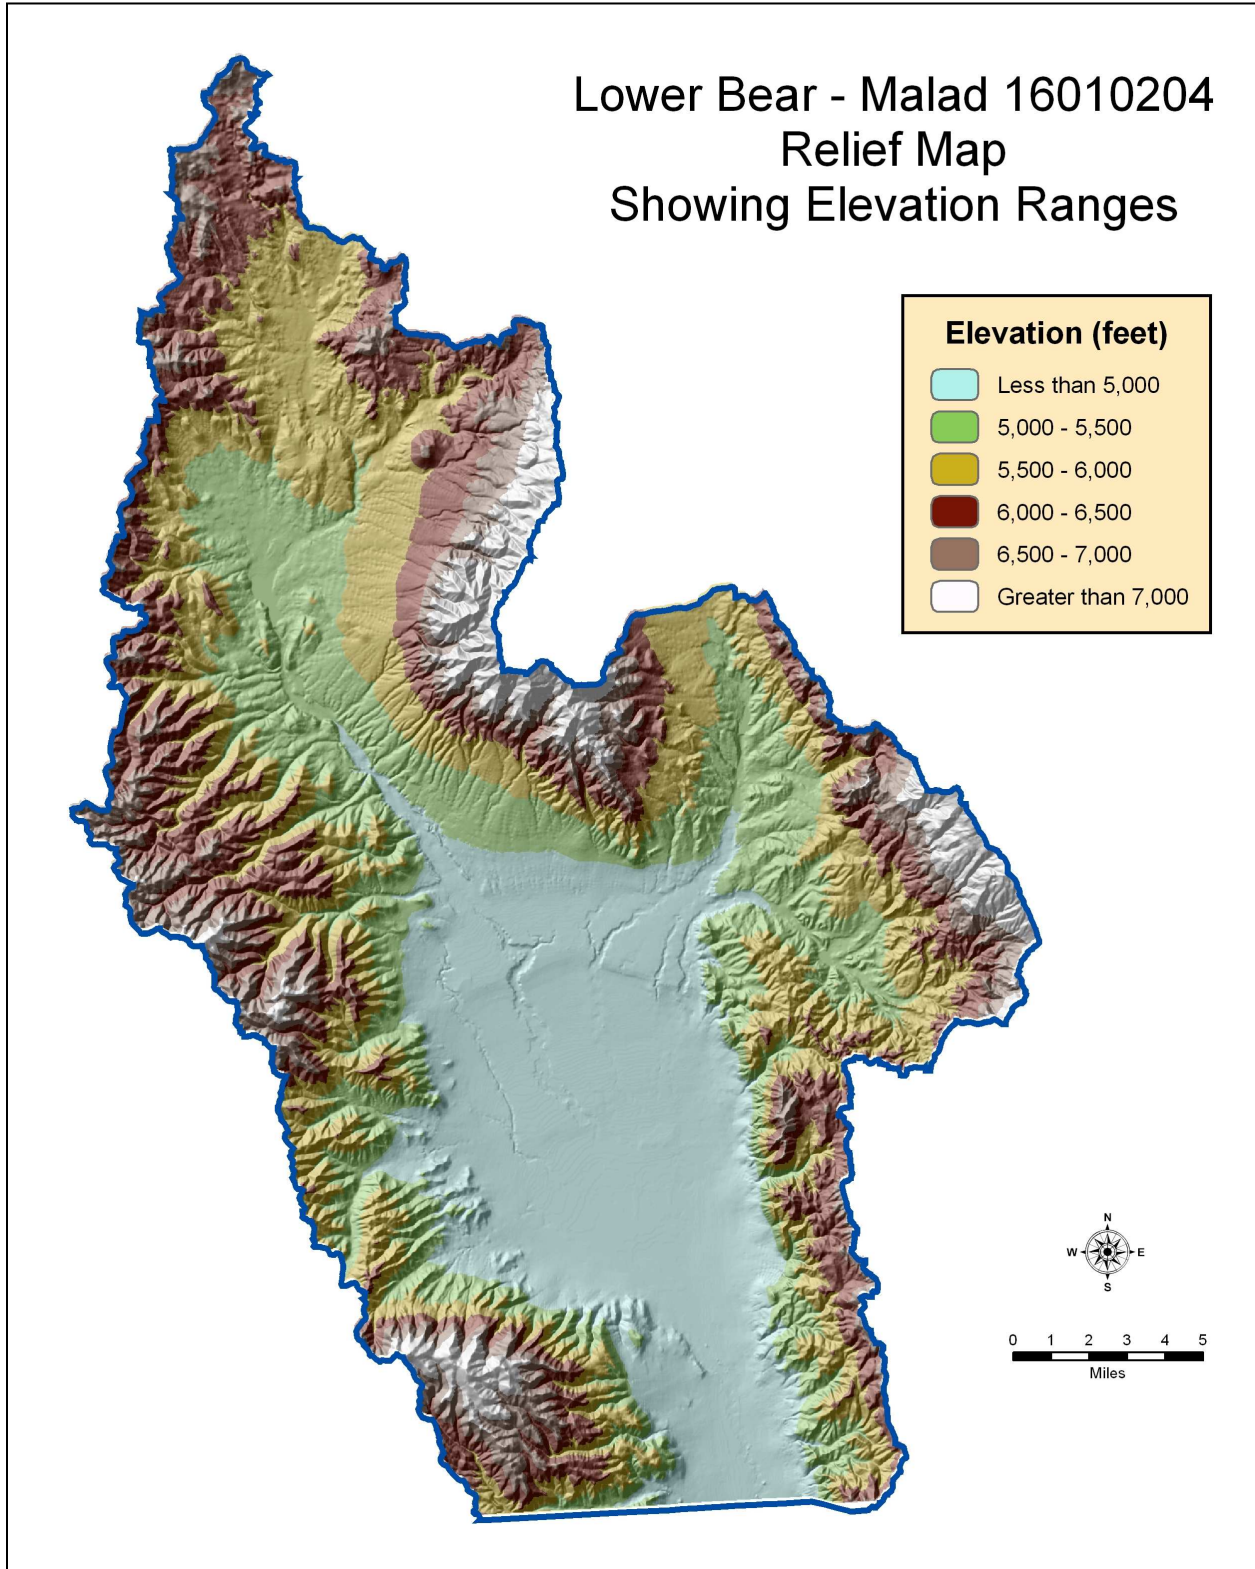 Lower Bear - Malad 16010204
Relief Map
Showing Elevation Ranges
Elevation (feet)
Less than 5,000
5,000 - 5,500
5,500 - 6,000
6,000 - 6,500
6,500 - 7,000
Greater than 7,000
N
W E
S
0 1 2 3 4 5
Miles